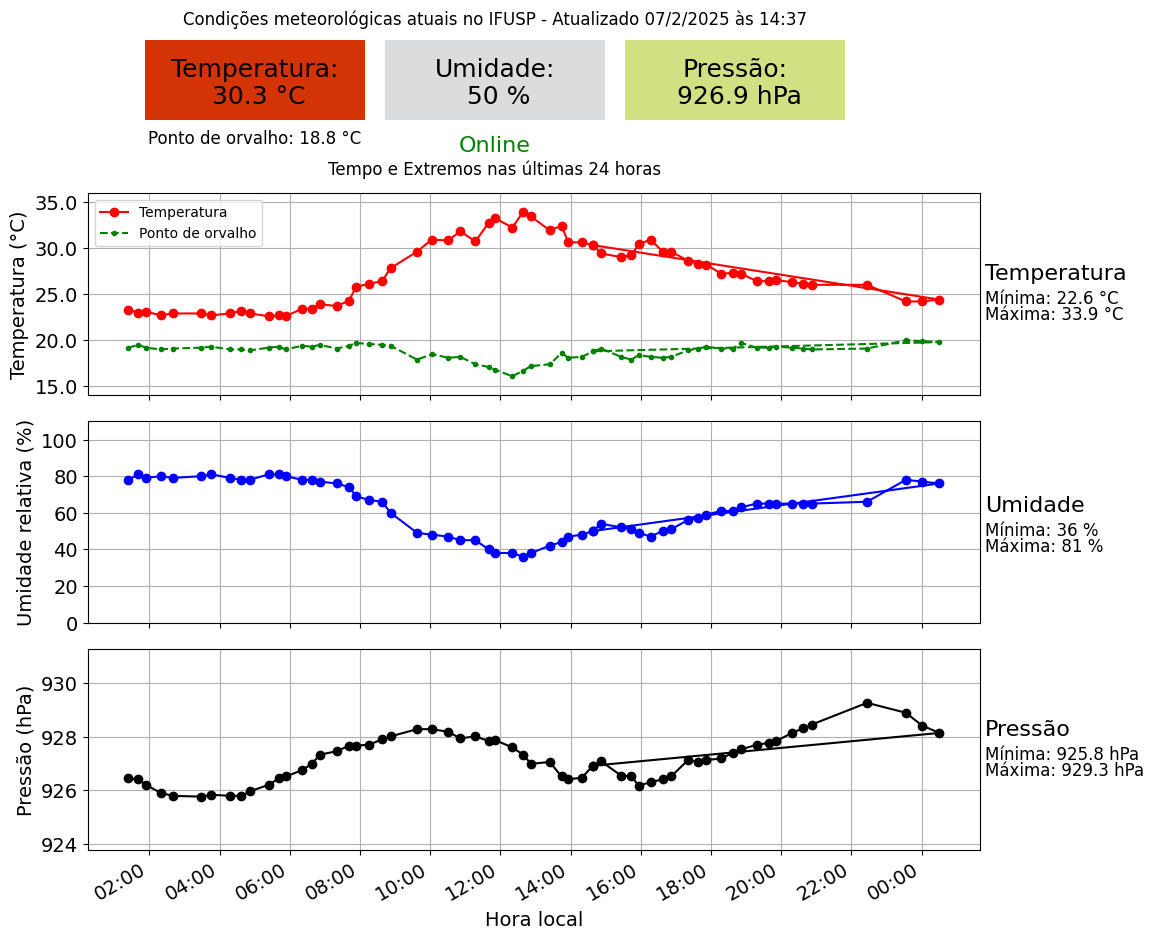 Condições meteorológicas atuais no IFUSP - Atualizado 07/2/2025 às 14:37
Temperatura:
30.3 °C
Umidade:
50 %
Pressão:
926.9 hPa
Ponto de orvalho: 18.8 °C
Online
Tempo e Extremos nas últimas 24 horas
Temperatura (°C)
35.0
30.0
25.0
20.0
15.0
Temperatura
Ponto de orvalho
Temperatura
Mínima: 22.6 °C
Máxima: 33.9 °C
Umidade relativa (%)
100
80
60
40
20
0
Umidade
Mínima: 36 %
Máxima: 81 %
Pressão (hPa)
930
928
926
924
Pressão
Mínima: 925.8 hPa
Máxima: 929.3 hPa
02:00 04:00 06:00 08:00 10:00 12:00 14:00 16:00 18:00 20:00 22:00 00:00
Hora local